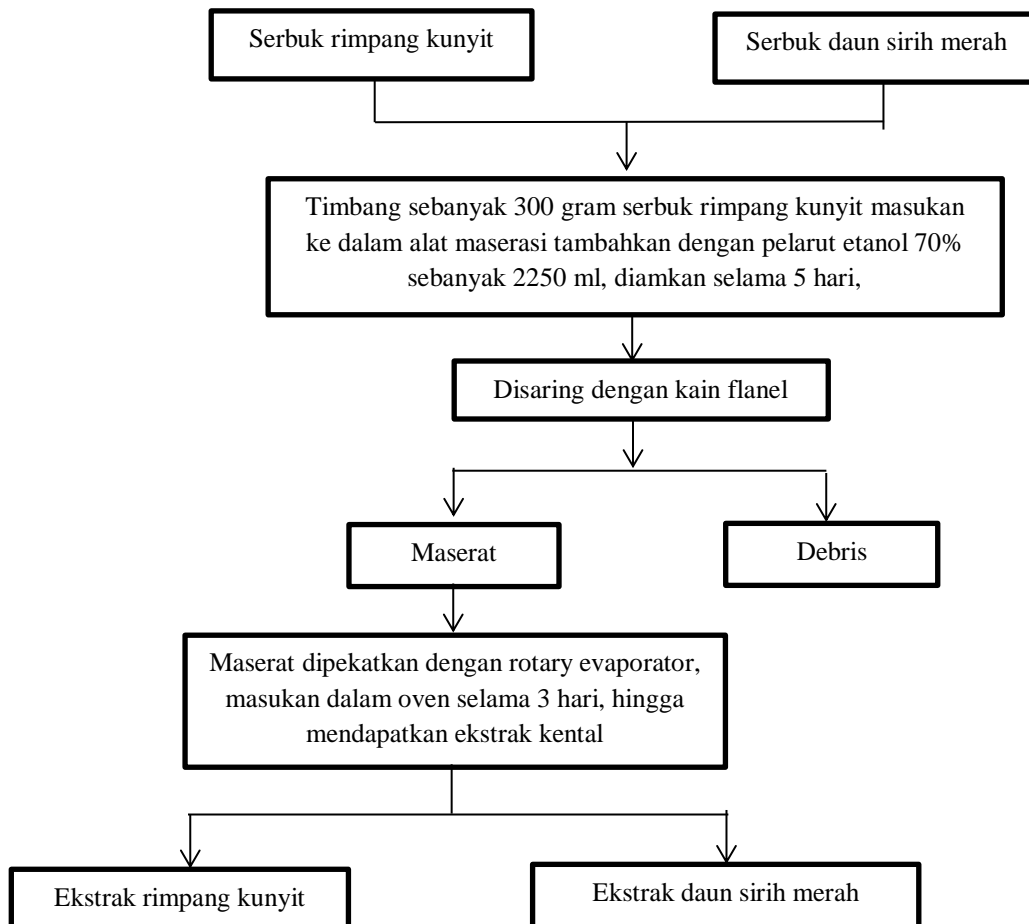 Serbuk rimpang kunyit
Serbuk daun sirih merah
Timbang sebanyak 300 gram serbuk rimpang kunyit masukan
ke dalam alat maserasi tambahkan dengan pelarut etanol 70%
sebanyak 2250 ml, diamkan selama 5 hari,
Disaring dengan kain flanel
Maserat
Debris
Maserat dipekatkan dengan rotary evaporator,
masukan dalam oven selama 3 hari, hingga
mendapatkan ekstrak kental
Ekstrak rimpang kunyit
Ekstrak daun sirih merah